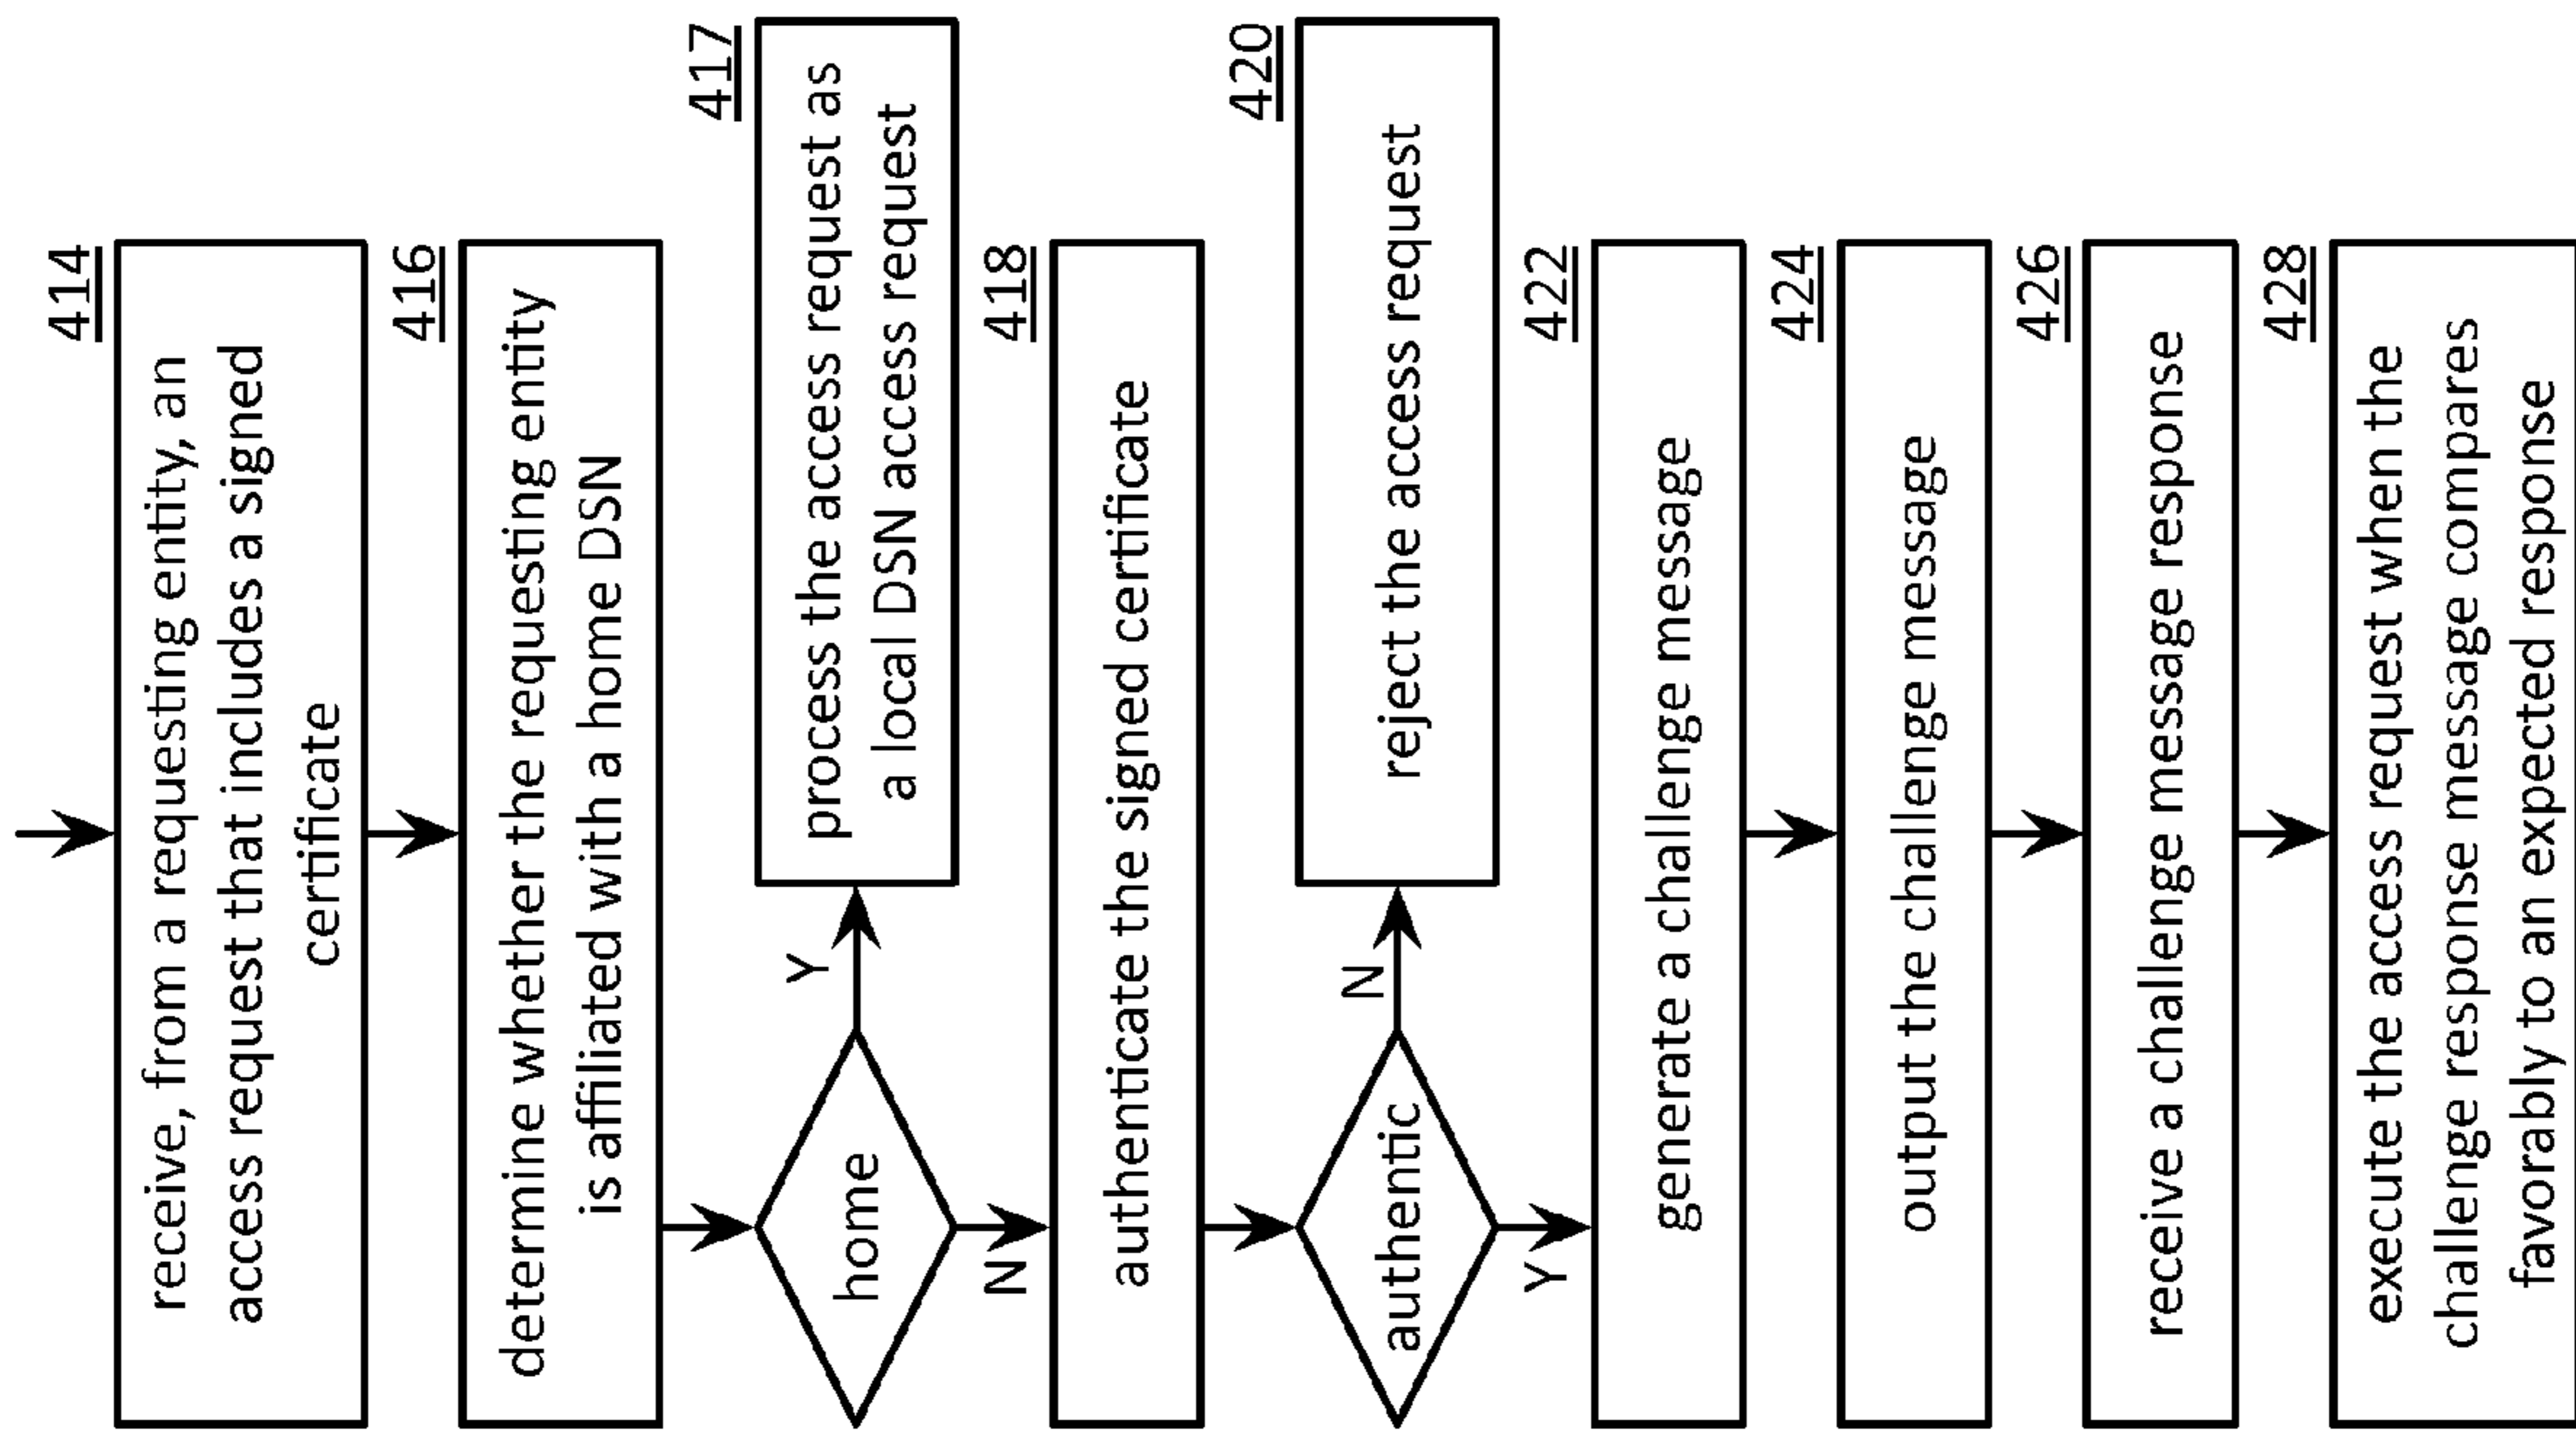 414
receive, from a requesting entity, an
access request that includes a signed
certificate
416
determine whether the requesting entity
is affiliated with a home DSN
home
Y
N
417
process the access request as
a local DSN access request
418
authenticate the signed certificate
authentic
N
Y
420
reject the access request
422
generate a challenge message
424
output the challenge message
426
receive a challenge message response
428
execute the access request when the
challenge response message compares
favorably to an expected response